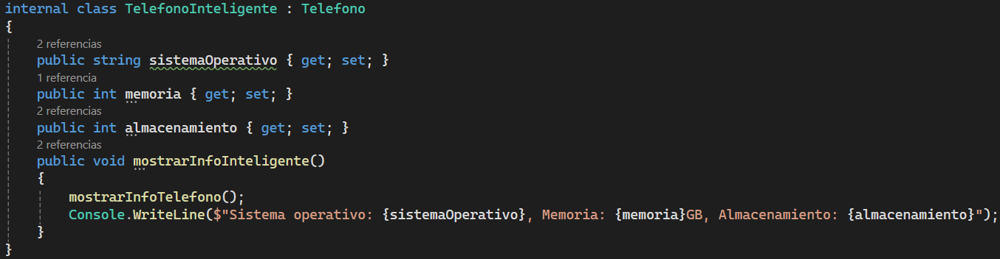 internal class TelefonoInteligente : Telefono
{
2 referencias
public string sistemaOperativo { get; set; }
1 referencia
public int memoria { get; set; }
2 referencias
public int almacenamiento { get; set; }
2 referencias
public void mostrarInfoInteligente()
{
mostrarInfoTelefono();
Console.WriteLine($"Sistema operativo: {sistemaOperativo}, Memoria: {memoria}GB, Almacenamiento: {almacenamiento}");
}
}